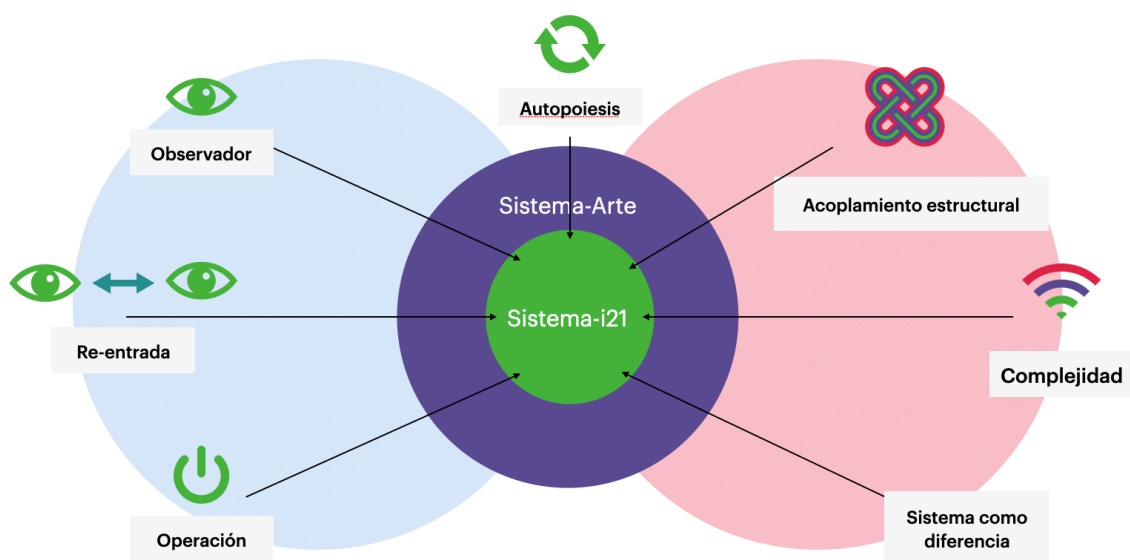 Autopoiesis
Observador
Sistema-Arte
Acoplamiento estructural
Sistema-i21
Re-entrada
Complejidad
Operación
Sistema como
diferencia